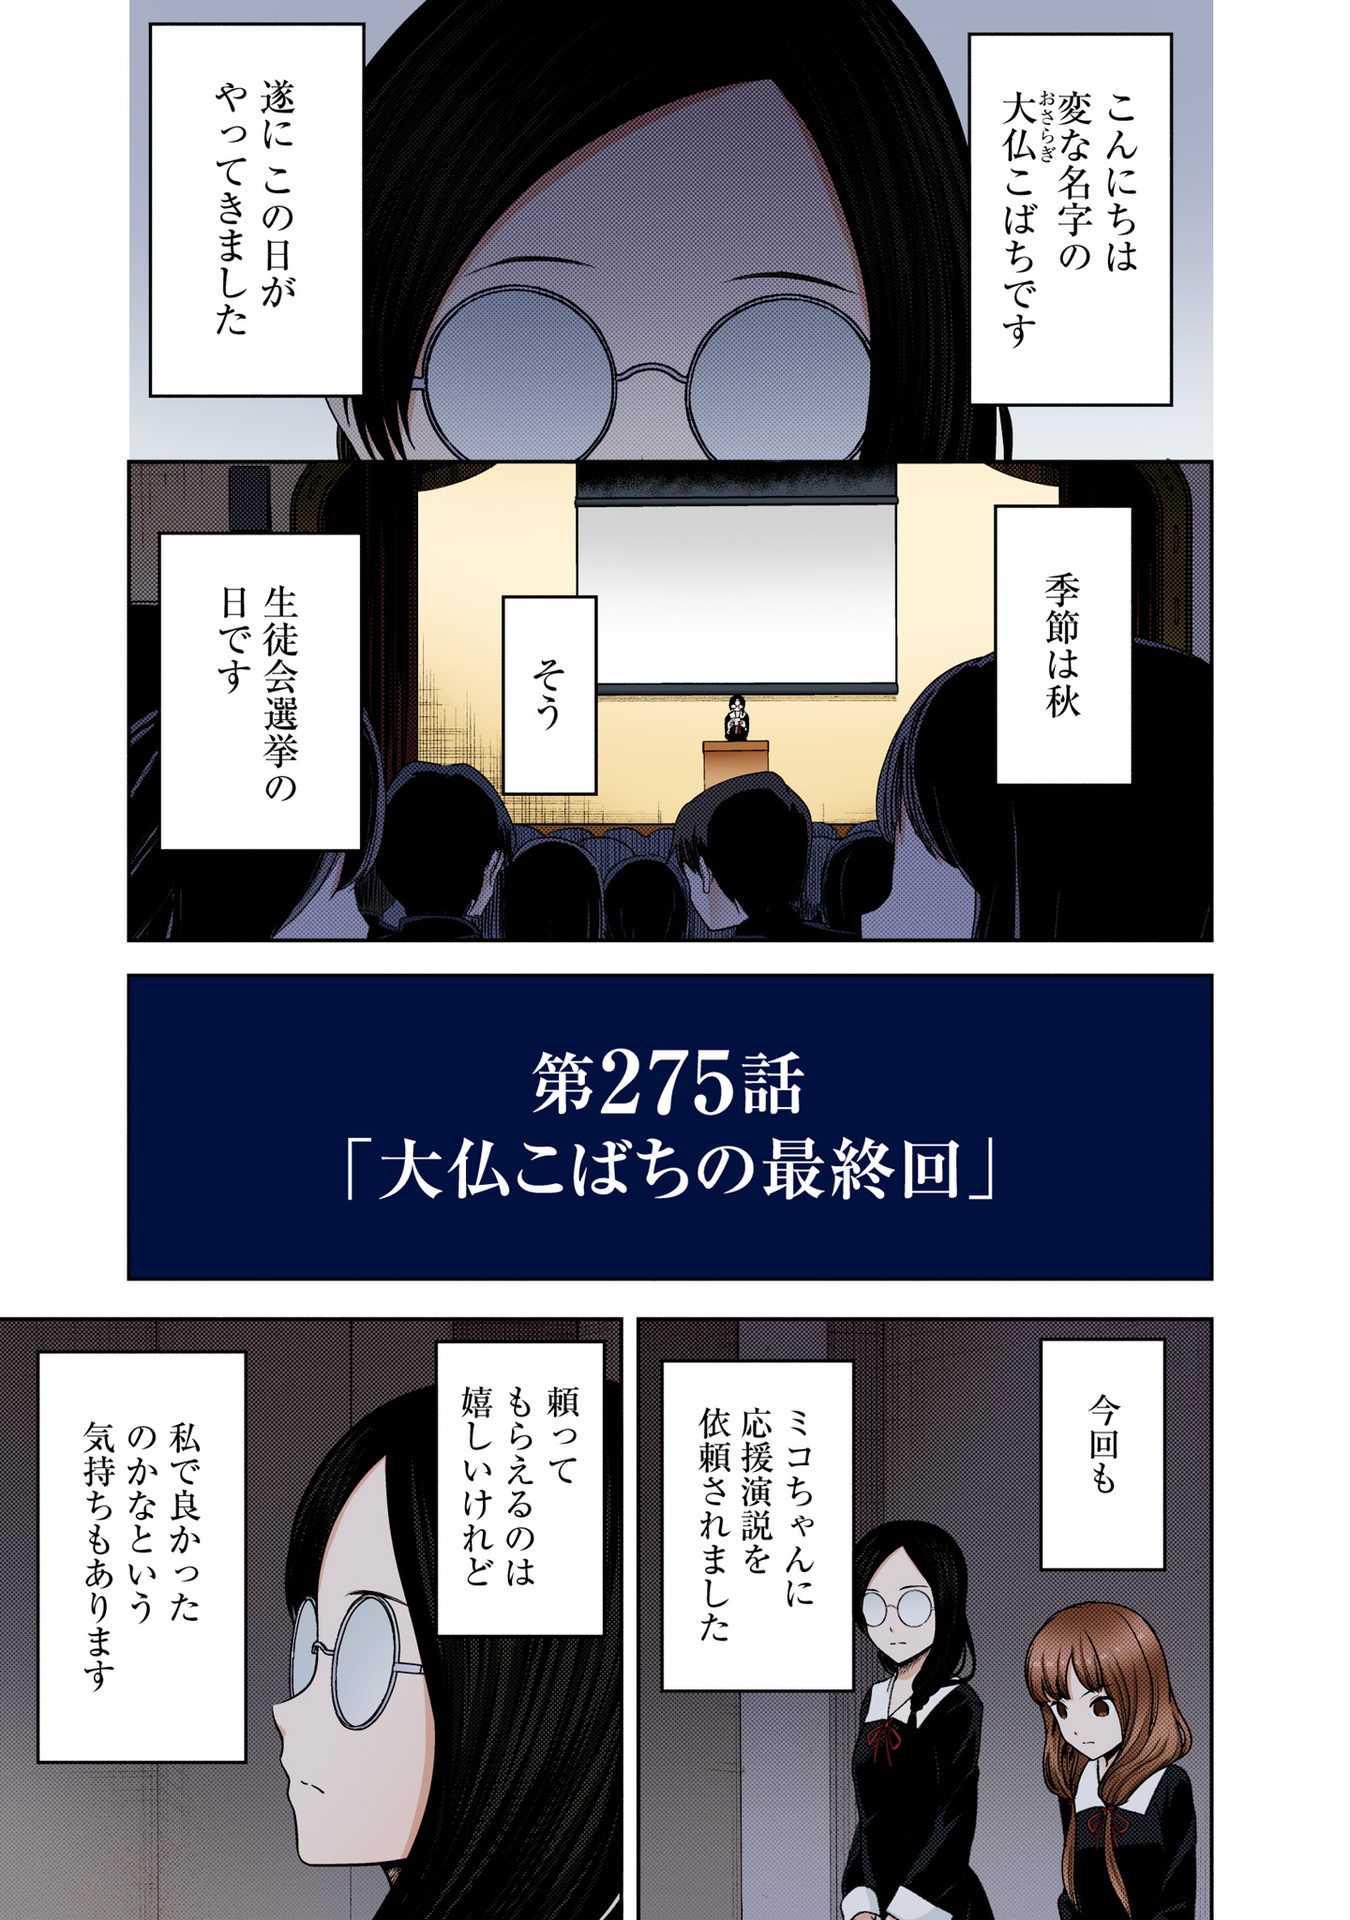 こんにちは
変な名字の
大仏こばちです
おさらぎ
遂に この日が
やってきました
季節は秋
そう
生徒会選挙の
日です
第275話
「大仏こばちの最終回」
今回も
ミコちゃんに
応援演説を
依頼されました
頼って
もらえるのは
嬉しいけれど
私で良かった
のかなという
気持ちもあります